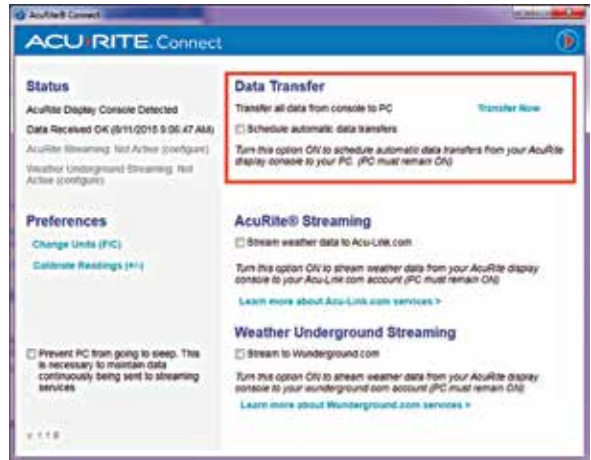 AcuRite® Connect
ACU›RITE. Connect
Status
AcuRite Display Console Detected
Data Received OK (6/11/2015 9:06:47 AM)
AcuRite Streaming: Not Active (configure)
Weather Underground Streaming: Not
Active (configure)
Preferences
Change Units (F/C)
Calibrate Readings (+/-)
Prevent PC from going to sleep. This
is necessary to maintain data
continuously being sent to streaming
services
Data Transfer
Transfer all data from console to PC
Transfer Now
Schedule automatic data transfers
Turn this option ON to schedule automatic data transfers from your AcuRite
display console to your PC. (PC must remain ON)
AcuRite® Streaming
Stream weather data to Acu-Link.com
Turn this option ON to stream weather data from your AcuRite display
console to your Acu-Link.com account (PC must remain ON)
Learn more about Acu-Link.com services >
Weather Underground Streaming
Stream to Wunderground.com
Turn this option ON to stream weather data from your AcuRite display
console to your wunderground.com account (PC must remain ON)
Learn more about Wunderground.com services >